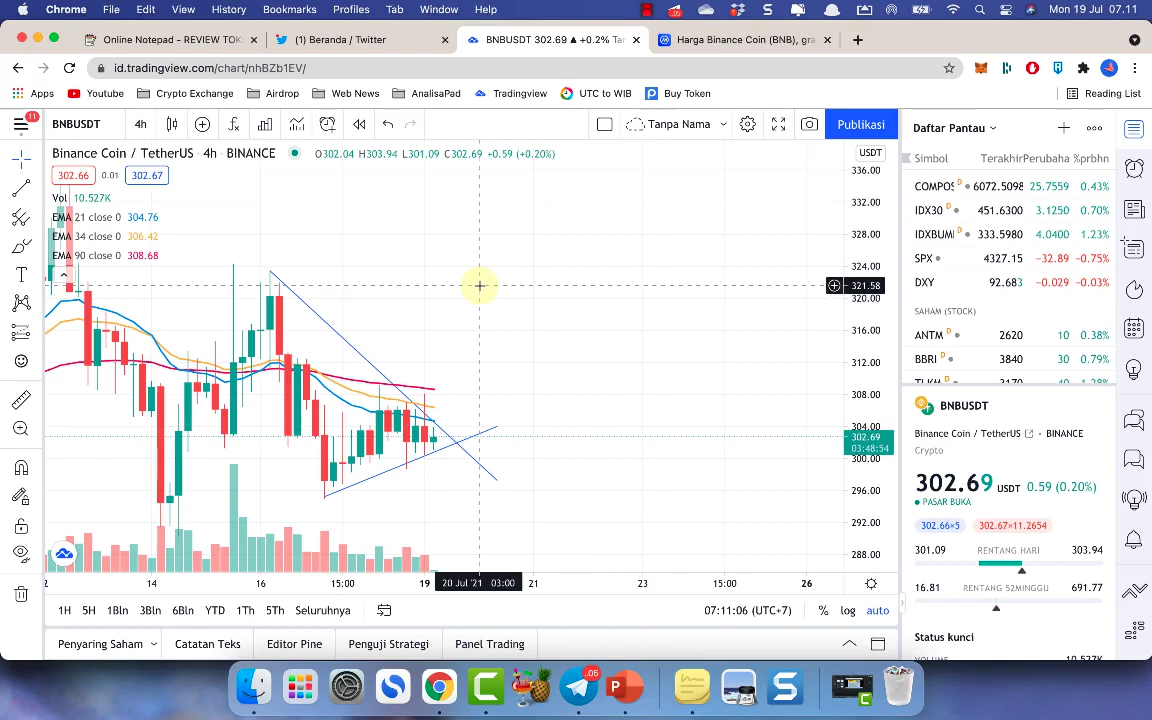 Chrome File Edit View History Bookmarks Profiles Tab Window Help Mon 19 Jul 07.11
Online Notepad - REVIEW TOK
(1) Beranda / Twitter
BNBUSDT 302.69 ▲ +0.2% Tan
Harga Binance Coin (BNB), gra
id.tradingview.com/chart/nhBZb1EV/
Apps YouTube Crypto Exchange Airdrop Web News AnalisaPad Tradingview UTC to WIB Buy Token Reading List
11
BNBUSDT 4h Tanpa Nama Publikasi
Binance Coin / TetherUS · 4h · BINANCE O302.04 H303.94 L301.09 C302.69 +0.59 (+0.20%)
302.66 0.01 302.67
Vol 10.527K
EMA 21 close 0 304.76
EMA 34 close 0 306.42
EMA 90 close 0 308.68
USDT
336.00
332.00
328.00
324.00
321.58
320.00
316.00
312.00
308.00
304.00
302.69
03:48:54
300.00
296.00
292.00
288.00
2 14 16 15:00 19 20 Jul '21 03:00 21 23 15:00 26
1H 5H 1Bln 3Bln 6Bln YTD 1Th 5Th Seluruhnya 07:11:06 (UTC+7) % log auto
Penyaring Saham Catatan Teks Editor Pine Penguji Strategi Panel Trading
Daftar Pantau
Simbol Terakhir Perubaha %prbhn
COMPOS D 6072.5098 25.7559 0.43%
IDX30 D 451.6300 3.1250 0.70%
IDXBUMI D 333.5980 4.0400 1.23%
SPX 4327.15 -32.89 -0.75%
DXY 92.683 -0.029 -0.03%
SAHAM (STOCK)
ANTM D 2620 10 0.38%
BBRI D 3840 30 0.79%
TLKM D 3170 40 1.28%
BNBUSDT
Binance Coin / TetherUS · BINANCE
Crypto
302.69 USDT 0.59 (0.20%)
PASAR BUKA
302.66×5 302.67×11.2654
301.09 RENTANG HARI 303.94
16.81 RENTANG 52MINGGU 691.77
Status kunci
VOLUME 10.527K